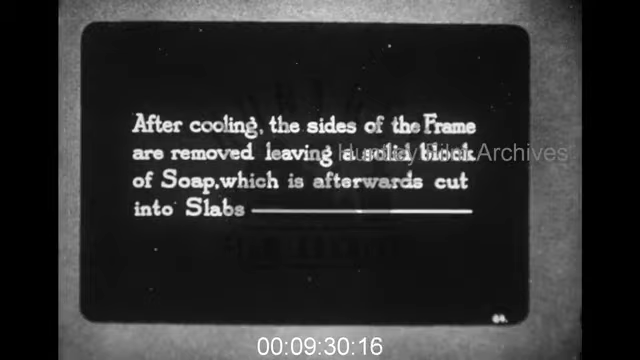 After cooling, the sides of the Frame
are removed leaving a solid block
of Soap, which is afterwards cut
into Slabs
Huntley Film Archives
64.
00:09:30:16